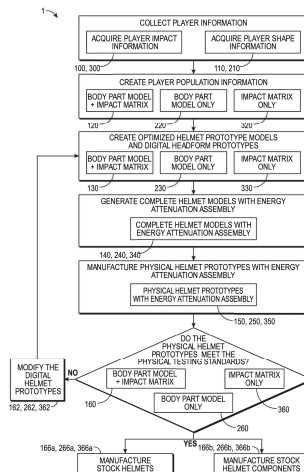 1
COLLECT PLAYER INFORMATION
ACQUIRE PLAYER IMPACT
INFORMATION
ACQUIRE PLAYER SHAPE
INFORMATION
100, 300
110, 210
CREATE PLAYER POPULATION INFORMATION
BODY PART MODEL
+ IMPACT MATRIX
BODY PART
MODEL ONLY
IMPACT MATRIX
ONLY
120
220
320
CREATE OPTIMIZED HELMET PROTOTYPE MODELS
AND DIGITAL HEADFORM PROTOTYPES
BODY PART MODEL
+ IMPACT MATRIX
BODY PART
MODEL ONLY
IMPACT MATRIX
ONLY
130
230
330
GENERATE COMPLETE HELMET MODELS WITH ENERGY
ATTENUATION ASSEMBLY
COMPLETE HELMET MODELS WITH
ENERGY ATTENUATION ASSEMBLY
140, 240, 340
MANUFACTURE PHYSICAL HELMET PROTOTYPES WITH ENERGY
ATTENUATION ASSEMBLY
PHYSICAL HELMET PROTOTYPES
WITH ENERGY ATTENUATION ASSEMBLY
150, 250, 350
DO THE
PHYSICAL HELMET
PROTOTYPES MEET THE
PHYSICAL TESTING STANDARDS?
BODY PART MODEL
+ IMPACT MATRIX
IMPACT MATRIX
ONLY
160
360
BODY PART MODEL
ONLY
260
NO
MODIFY THE
DIGITAL
HELMET
PROTOTYPES
162, 262, 362
YES
166a, 266a, 366a
166b, 366b, 366b
MANUFACTURE
STOCK HELMETS
MANUFACTURE
STOCK HELMET COMPONENTS